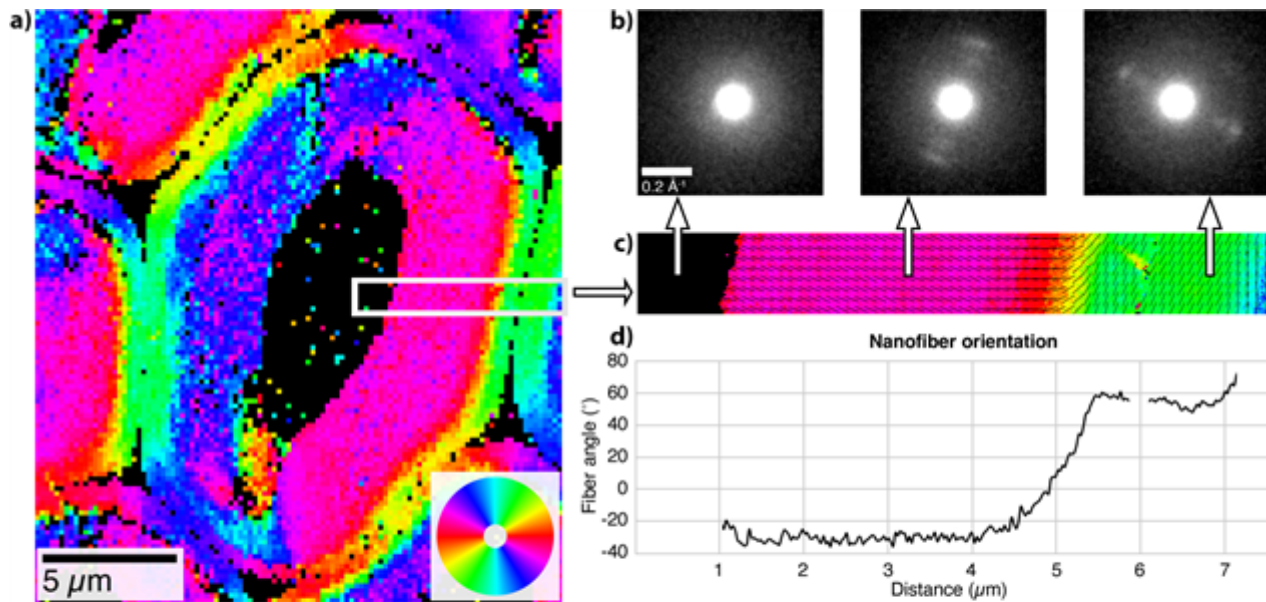 a)
5 µm
b)
0.2 Å⁻¹
c)
d)
Nanofiber orientation
Fiber angle (°)
80
60
40
20
0
-20
-40
1 2 3 4 5 6 7
Distance (µm)